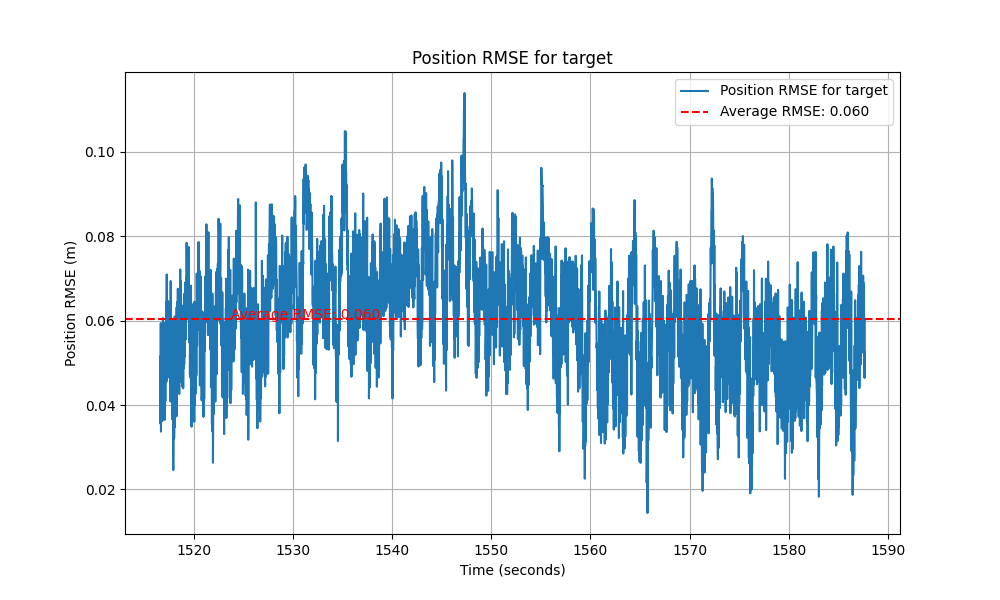 Position RMSE for target
Position RMSE for target
Average RMSE: 0.060
Position RMSE (m)
0.10
0.08
0.06
0.04
0.02
Average RMSE: 0.060
1520
1530
1540
1550
1560
1570
1580
1590
Time (seconds)